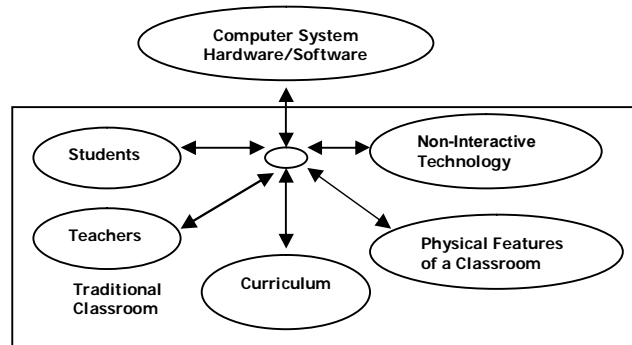 Computer System
Hardware/Software
Students
Non-Interactive
Technology
Teachers
Physical Features
of a Classroom
Traditional
Classroom
Curriculum